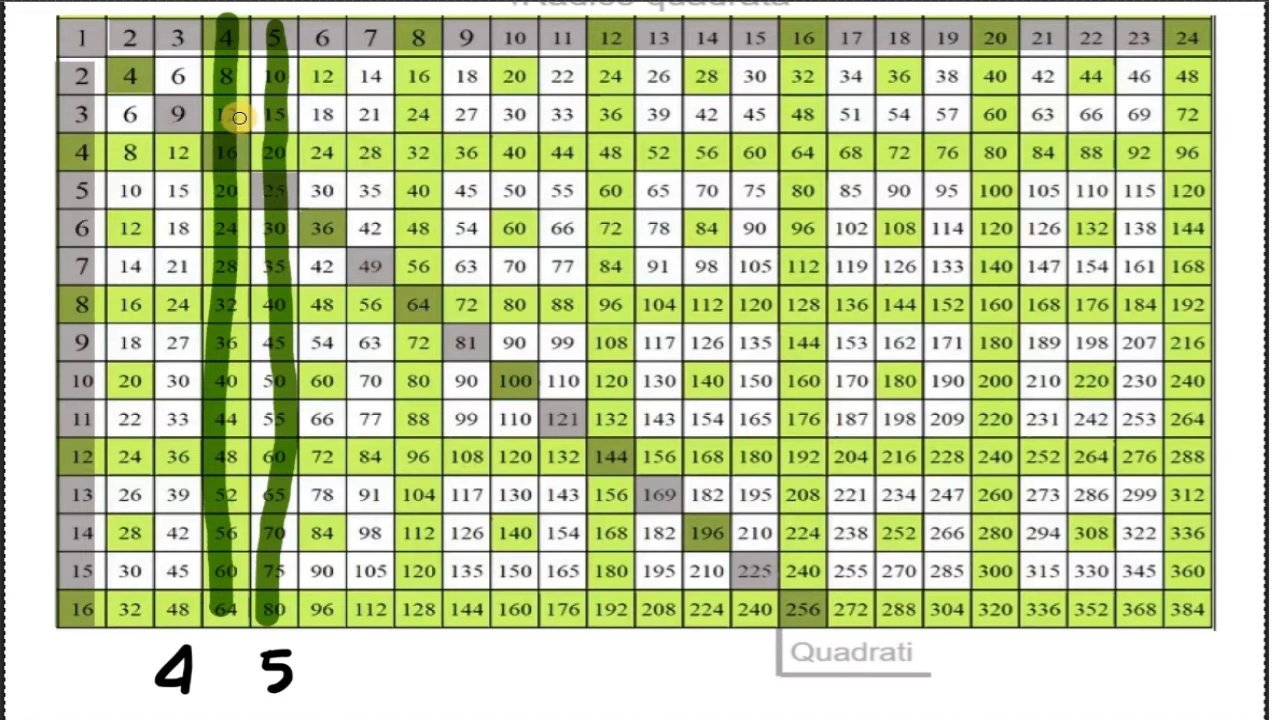 √Radice quadrata
1 2 3 4 5 6 7 8 9 10 11 12 13 14 15 16 17 18 19 20 21 22 23 24
2 4 6 8 10 12 14 16 18 20 22 24 26 28 30 32 34 36 38 40 42 44 46 48
3 6 9 12 15 18 21 24 27 30 33 36 39 42 45 48 51 54 57 60 63 66 69 72
4 8 12 16 20 24 28 32 36 40 44 48 52 56 60 64 68 72 76 80 84 88 92 96
5 10 15 20 25 30 35 40 45 50 55 60 65 70 75 80 85 90 95 100 105 110 115 120
6 12 18 24 30 36 42 48 54 60 66 72 78 84 90 96 102 108 114 120 126 132 138 144
7 14 21 28 35 42 49 56 63 70 77 84 91 98 105 112 119 126 133 140 147 154 161 168
8 16 24 32 40 48 56 64 72 80 88 96 104 112 120 128 136 144 152 160 168 176 184 192
9 18 27 36 45 54 63 72 81 90 99 108 117 126 135 144 153 162 171 180 189 198 207 216
10 20 30 40 50 60 70 80 90 100 110 120 130 140 150 160 170 180 190 200 210 220 230 240
11 22 33 44 55 66 77 88 99 110 121 132 143 154 165 176 187 198 209 220 231 242 253 264
12 24 36 48 60 72 84 96 108 120 132 144 156 168 180 192 204 216 228 240 252 264 276 288
13 26 39 52 65 78 91 104 117 130 143 156 169 182 195 208 221 234 247 260 273 286 299 312
14 28 42 56 70 84 98 112 126 140 154 168 182 196 210 224 238 252 266 280 294 308 322 336
15 30 45 60 75 90 105 120 135 150 165 180 195 210 225 240 255 270 285 300 315 330 345 360
16 32 48 64 80 96 112 128 144 160 176 192 208 224 240 256 272 288 304 320 336 352 368 384
Quadrati
4 5